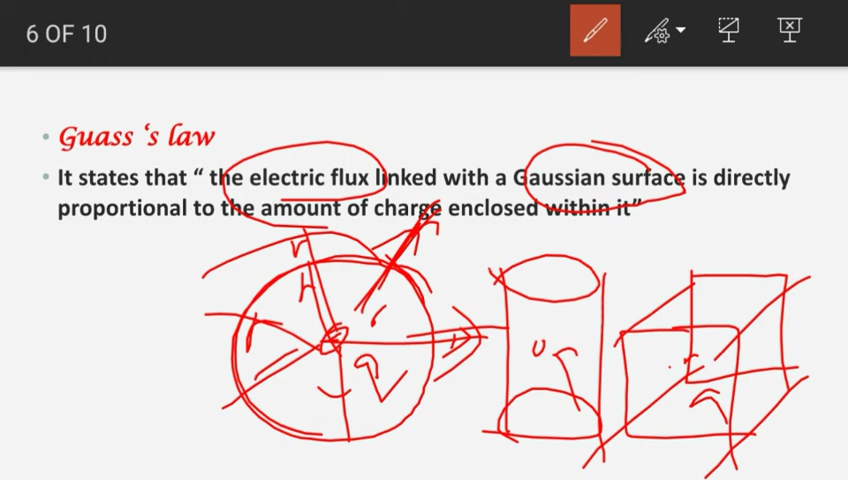 6 OF 10
• Guass ‘s law
• It states that “ the electric flux linked with a Gaussian surface is directly
proportional to the amount of charge enclosed within it”
r
r
q
q
q